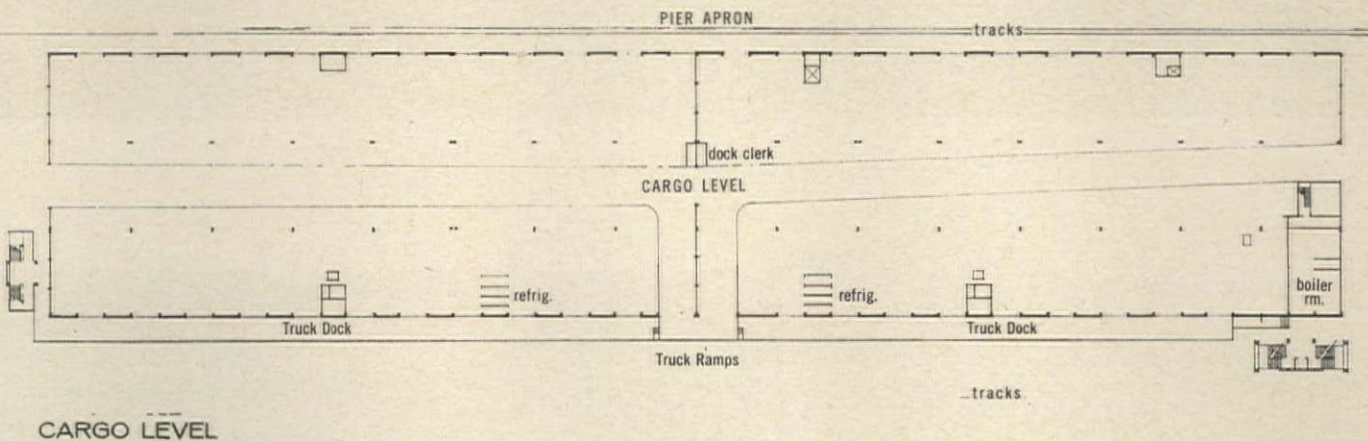 PIER APRON
tracks
dock clerk
CARGO LEVEL
refrig.
refrig.
boiler
rm.
Truck Dock
Truck Dock
Truck Ramps
tracks
CARGO LEVEL